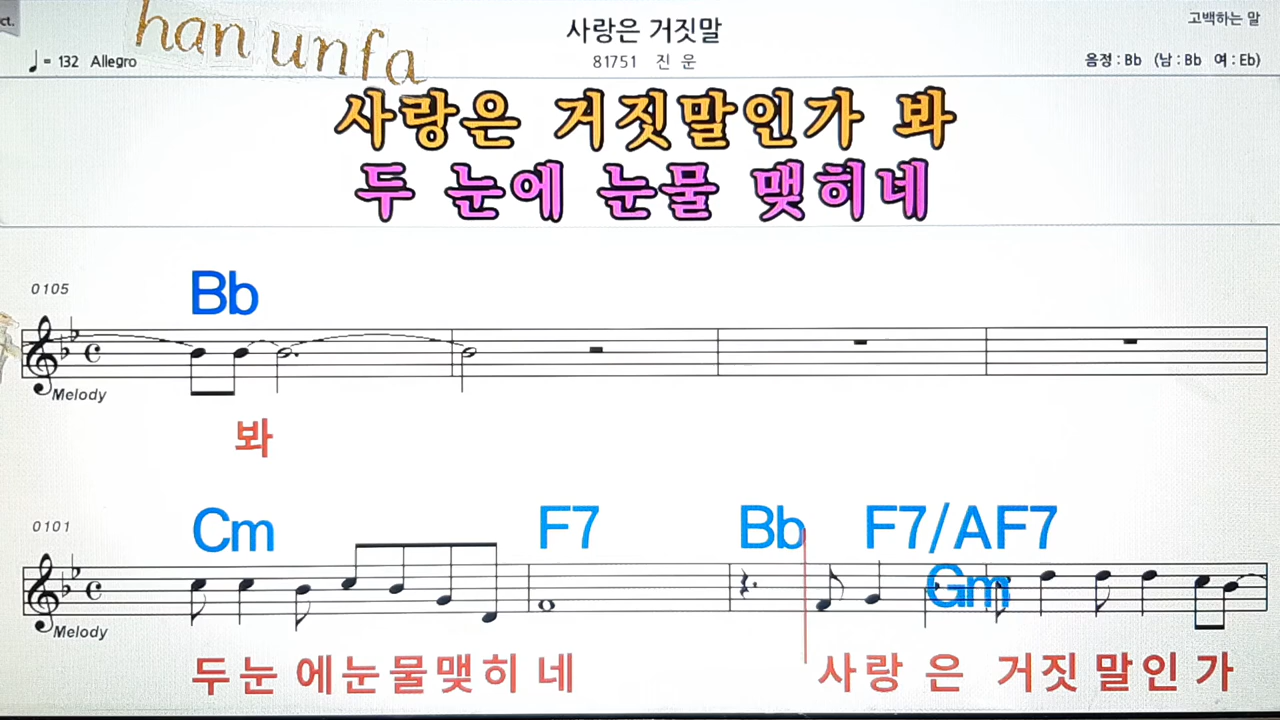 ct.
han unfa
사랑은 거짓말
고백하는 말
♩= 132 Allegro
81751 진 운
음정 : Bb (남 : Bb 여 : Eb)
사랑은 거짓말인가 봐
두 눈에 눈물 맺히네
0105
Bb
Melody
봐
0101
Cm F7 Bb F7/A F7
Gm
Melody
두눈 에눈물맺히 네 사랑 은 거짓 말인 가